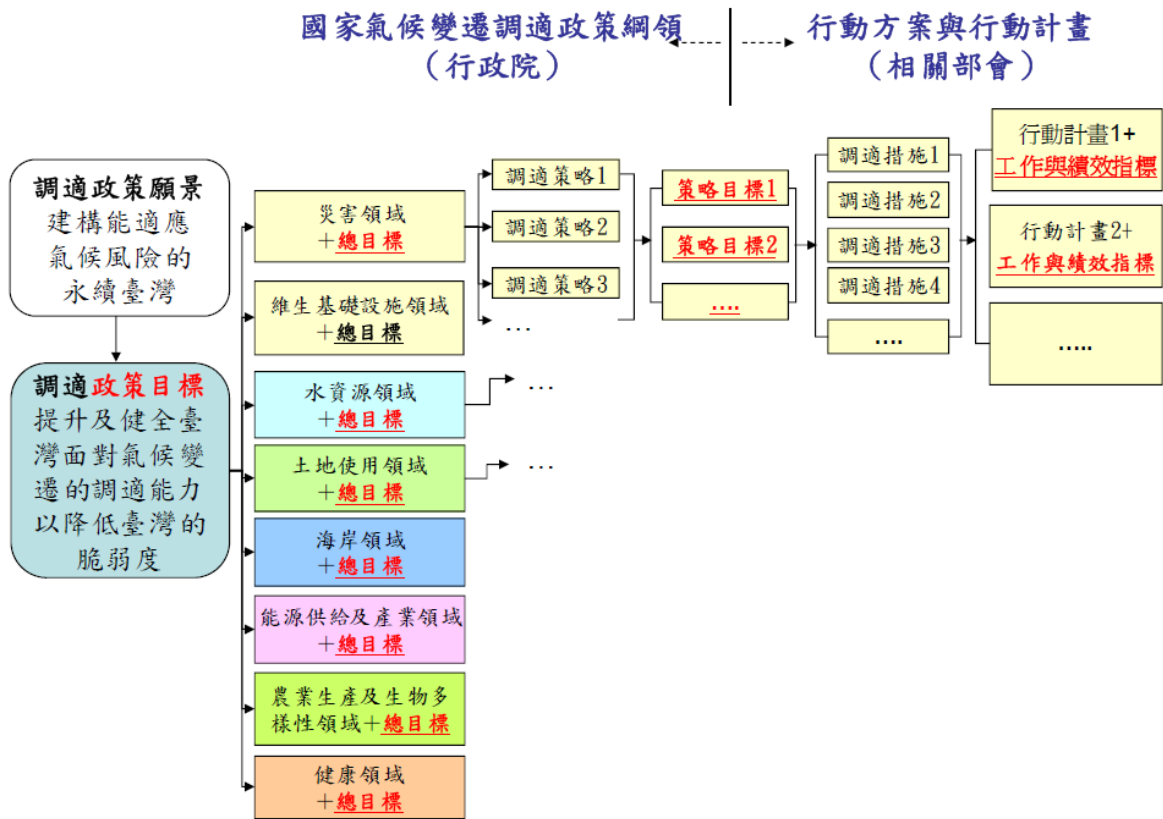 國家氣候變遷調適政策綱領
（行政院）
行動方案與行動計畫
（相關部會）
調適政策願景
建構能適應
氣候風險的
永續臺灣
調適政策目標
提升及健全臺
灣面對氣候變
遷的調適能力
以降低臺灣的
脆弱度
災害領域
＋總目標
維生基礎設施領域
＋總目標
水資源領域
＋總目標
土地使用領域
＋總目標
海岸領域
＋總目標
能源供給及產業領域
＋總目標
農業生產及生物多
樣性領域＋總目標
健康領域
＋總目標
調適策略1
調適策略2
調適策略3
…
…
…
策略目標1
策略目標2
….
調適措施1
調適措施2
調適措施3
調適措施4
….
行動計畫1+
工作與績效指標
行動計畫2+
工作與績效指標
…..